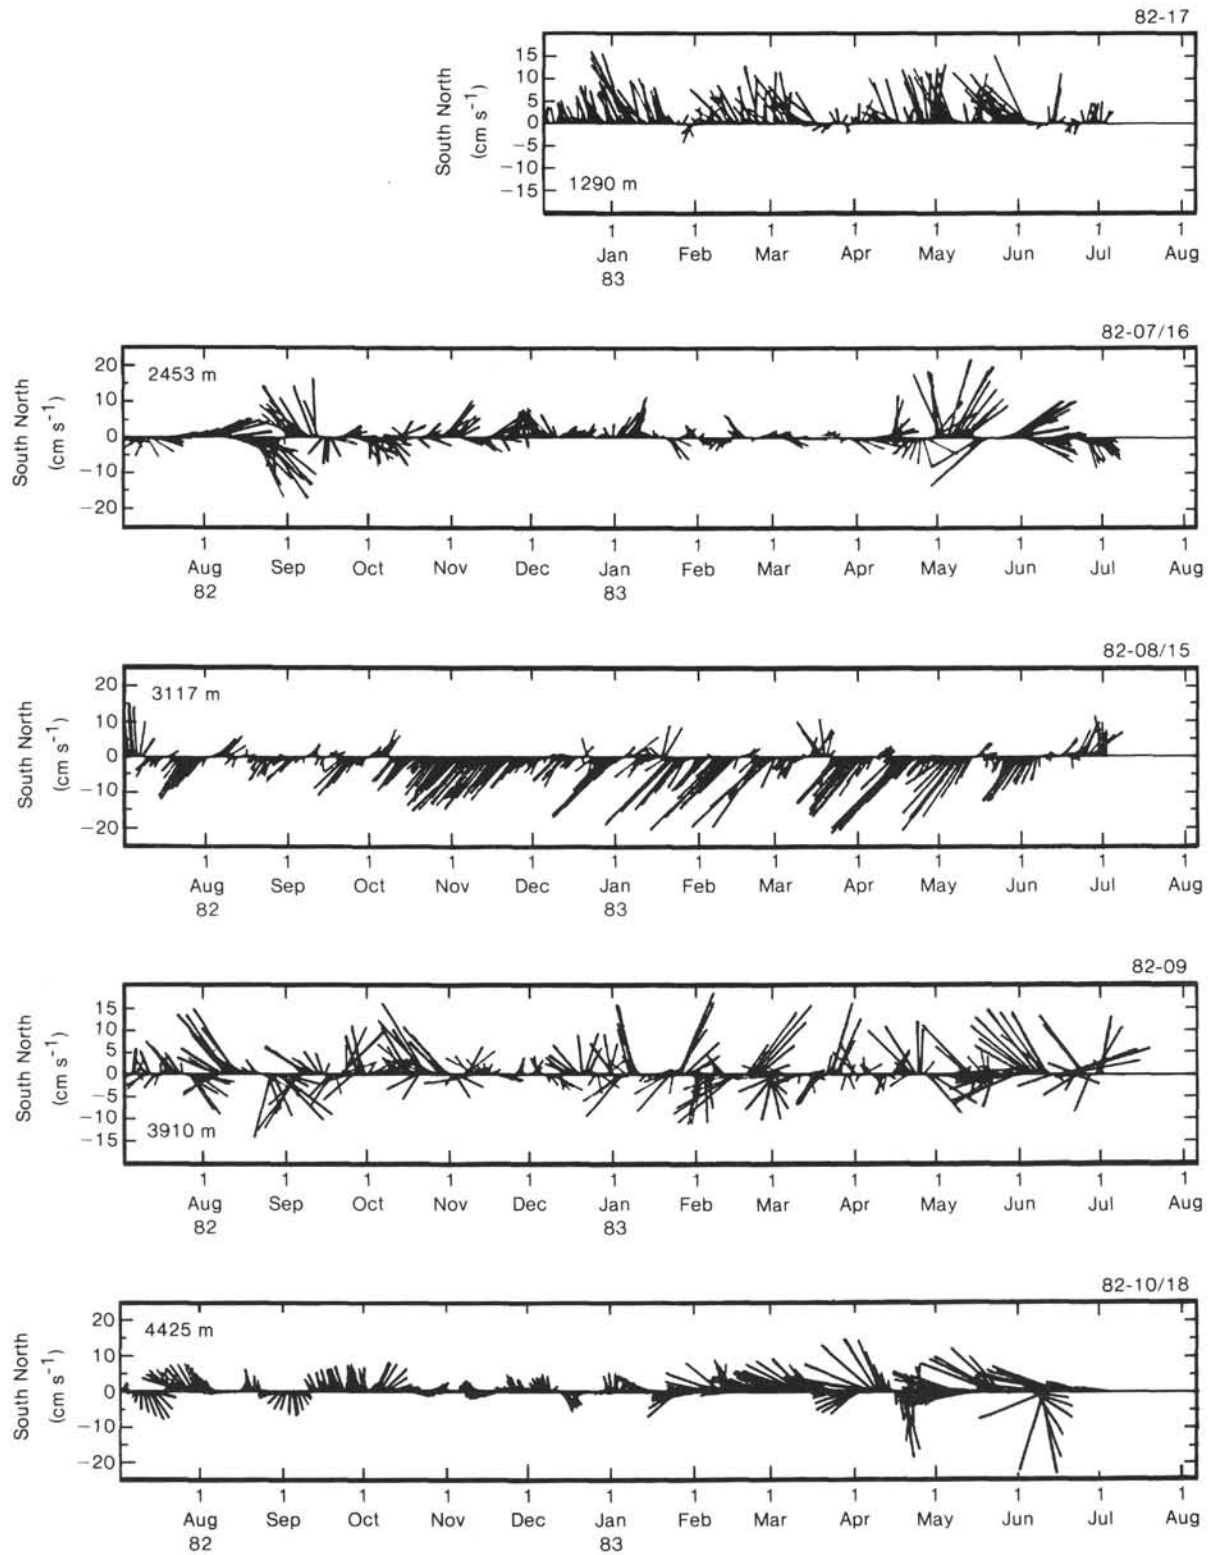 82-17
South North
(cm s⁻¹)
15
10
5
0
−5
−10
−15
1290 m
1 1 1 1 1 1 1 1
Jan Feb Mar Apr May Jun Jul Aug
83
82-07/16
South North
(cm s⁻¹)
20
10
0
−10
−20
2453 m
1 1 1 1 1 1 1 1 1 1 1 1 1
Aug Sep Oct Nov Dec Jan Feb Mar Apr May Jun Jul Aug
82 83
82-08/15
South North
(cm s⁻¹)
20
10
0
−10
−20
3117 m
1 1 1 1 1 1 1 1 1 1 1 1 1
Aug Sep Oct Nov Dec Jan Feb Mar Apr May Jun Jul Aug
82 83
82-09
South North
(cm s⁻¹)
15
10
5
0
−5
−10
−15
3910 m
1 1 1 1 1 1 1 1 1 1 1 1 1
Aug Sep Oct Nov Dec Jan Feb Mar Apr May Jun Jul Aug
82 83
82-10/18
South North
(cm s⁻¹)
20
10
0
−10
−20
4425 m
1 1 1 1 1 1 1 1 1 1 1 1 1
Aug Sep Oct Nov Dec Jan Feb Mar Apr May Jun Jul Aug
82 83